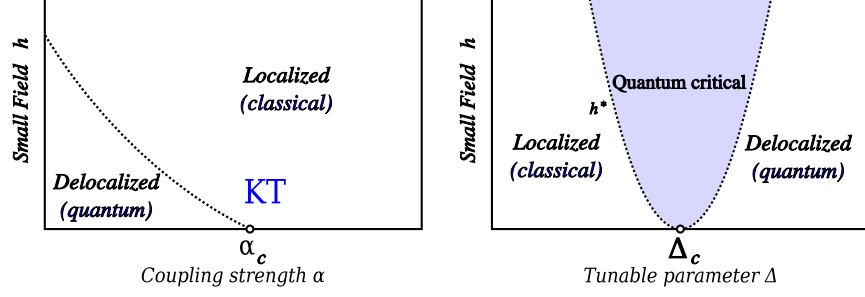 Small Field h
Localized
(classical)
Delocalized
(quantum)
KT
αc
Coupling strength α
Small Field h
Quantum critical
h*
Localized
(classical)
Delocalized
(quantum)
Δc
Tunable parameter Δ